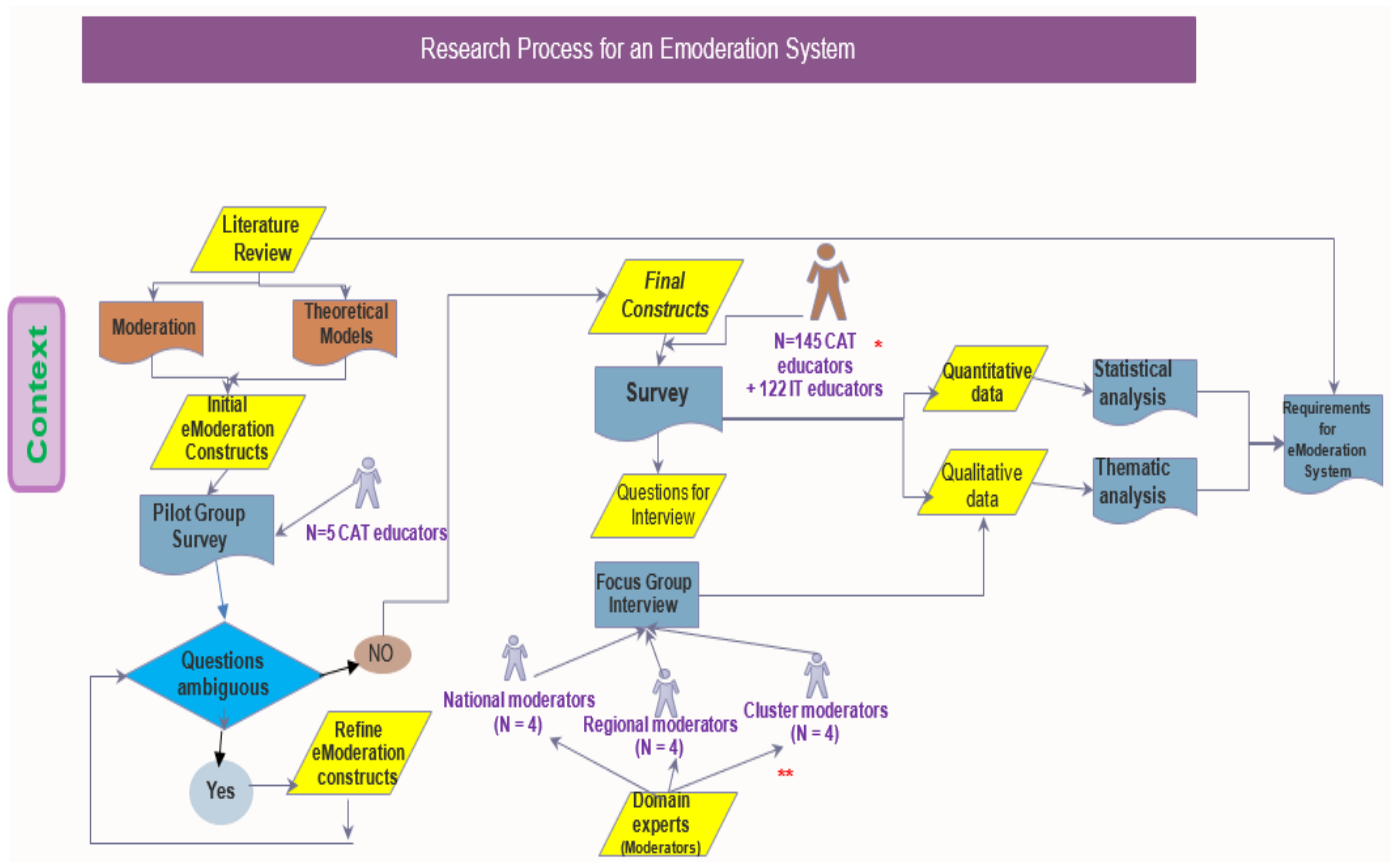 Research Process for an Emoderation System
Context
Literature
Review
Moderation
Theoretical
Models
Initial
eModeration
Constructs
Pilot Group
Survey
N=5 CAT educators
Questions
ambiguous
NO
Yes
Refine
eModeration
constructs
Final
Constructs
N=145 CAT *
educators
+ 122 IT educators
Survey
Questions for
Interview
Focus Group
Interview
National moderators
(N = 4)
Regional moderators
(N = 4)
Cluster moderators
(N = 4)
**
Domain
experts
(Moderators)
Quantitative
data
Qualitative
data
Statistical
analysis
Thematic
analysis
Requirements
for
eModeration
System